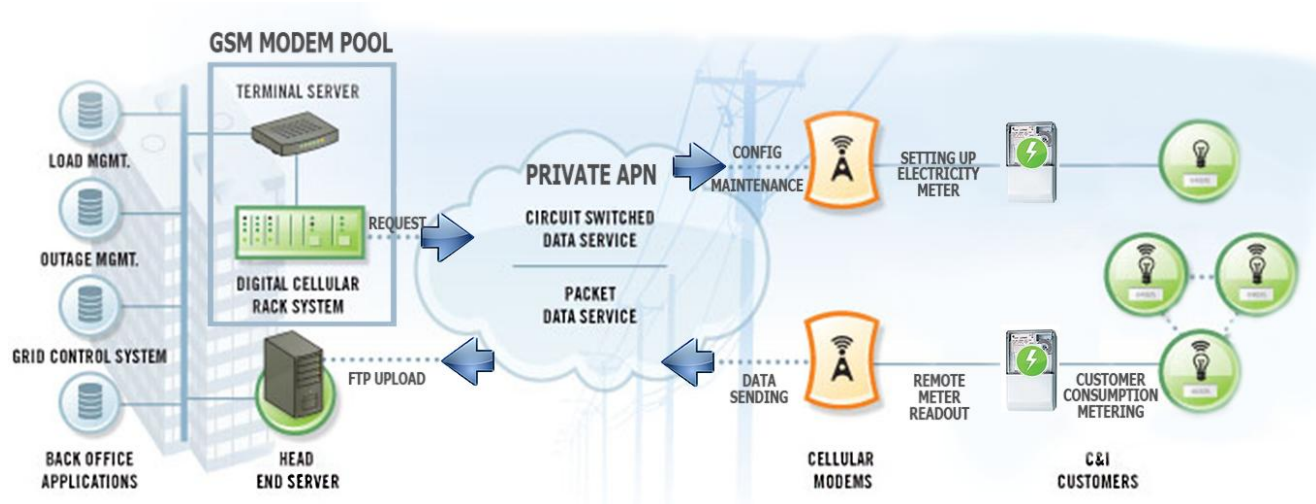 GSM MODEM POOL
TERMINAL SERVER
LOAD MGMT.
OUTAGE MGMT.
GRID CONTROL SYSTEM
BACK OFFICE
APPLICATIONS
DIGITAL CELLULAR
RACK SYSTEM
REQUEST
HEAD
END SERVER
FTP UPLOAD
PRIVATE APN
CIRCUIT SWITCHED
DATA SERVICE
PACKET
DATA SERVICE
CONFIG
MAINTENANCE
DATA
SENDING
CELLULAR
MODEMS
SETTING UP
ELECTRICITY
METER
REMOTE
METER
READOUT
CUSTOMER
CONSUMPTION
METERING
C&I
CUSTOMERS